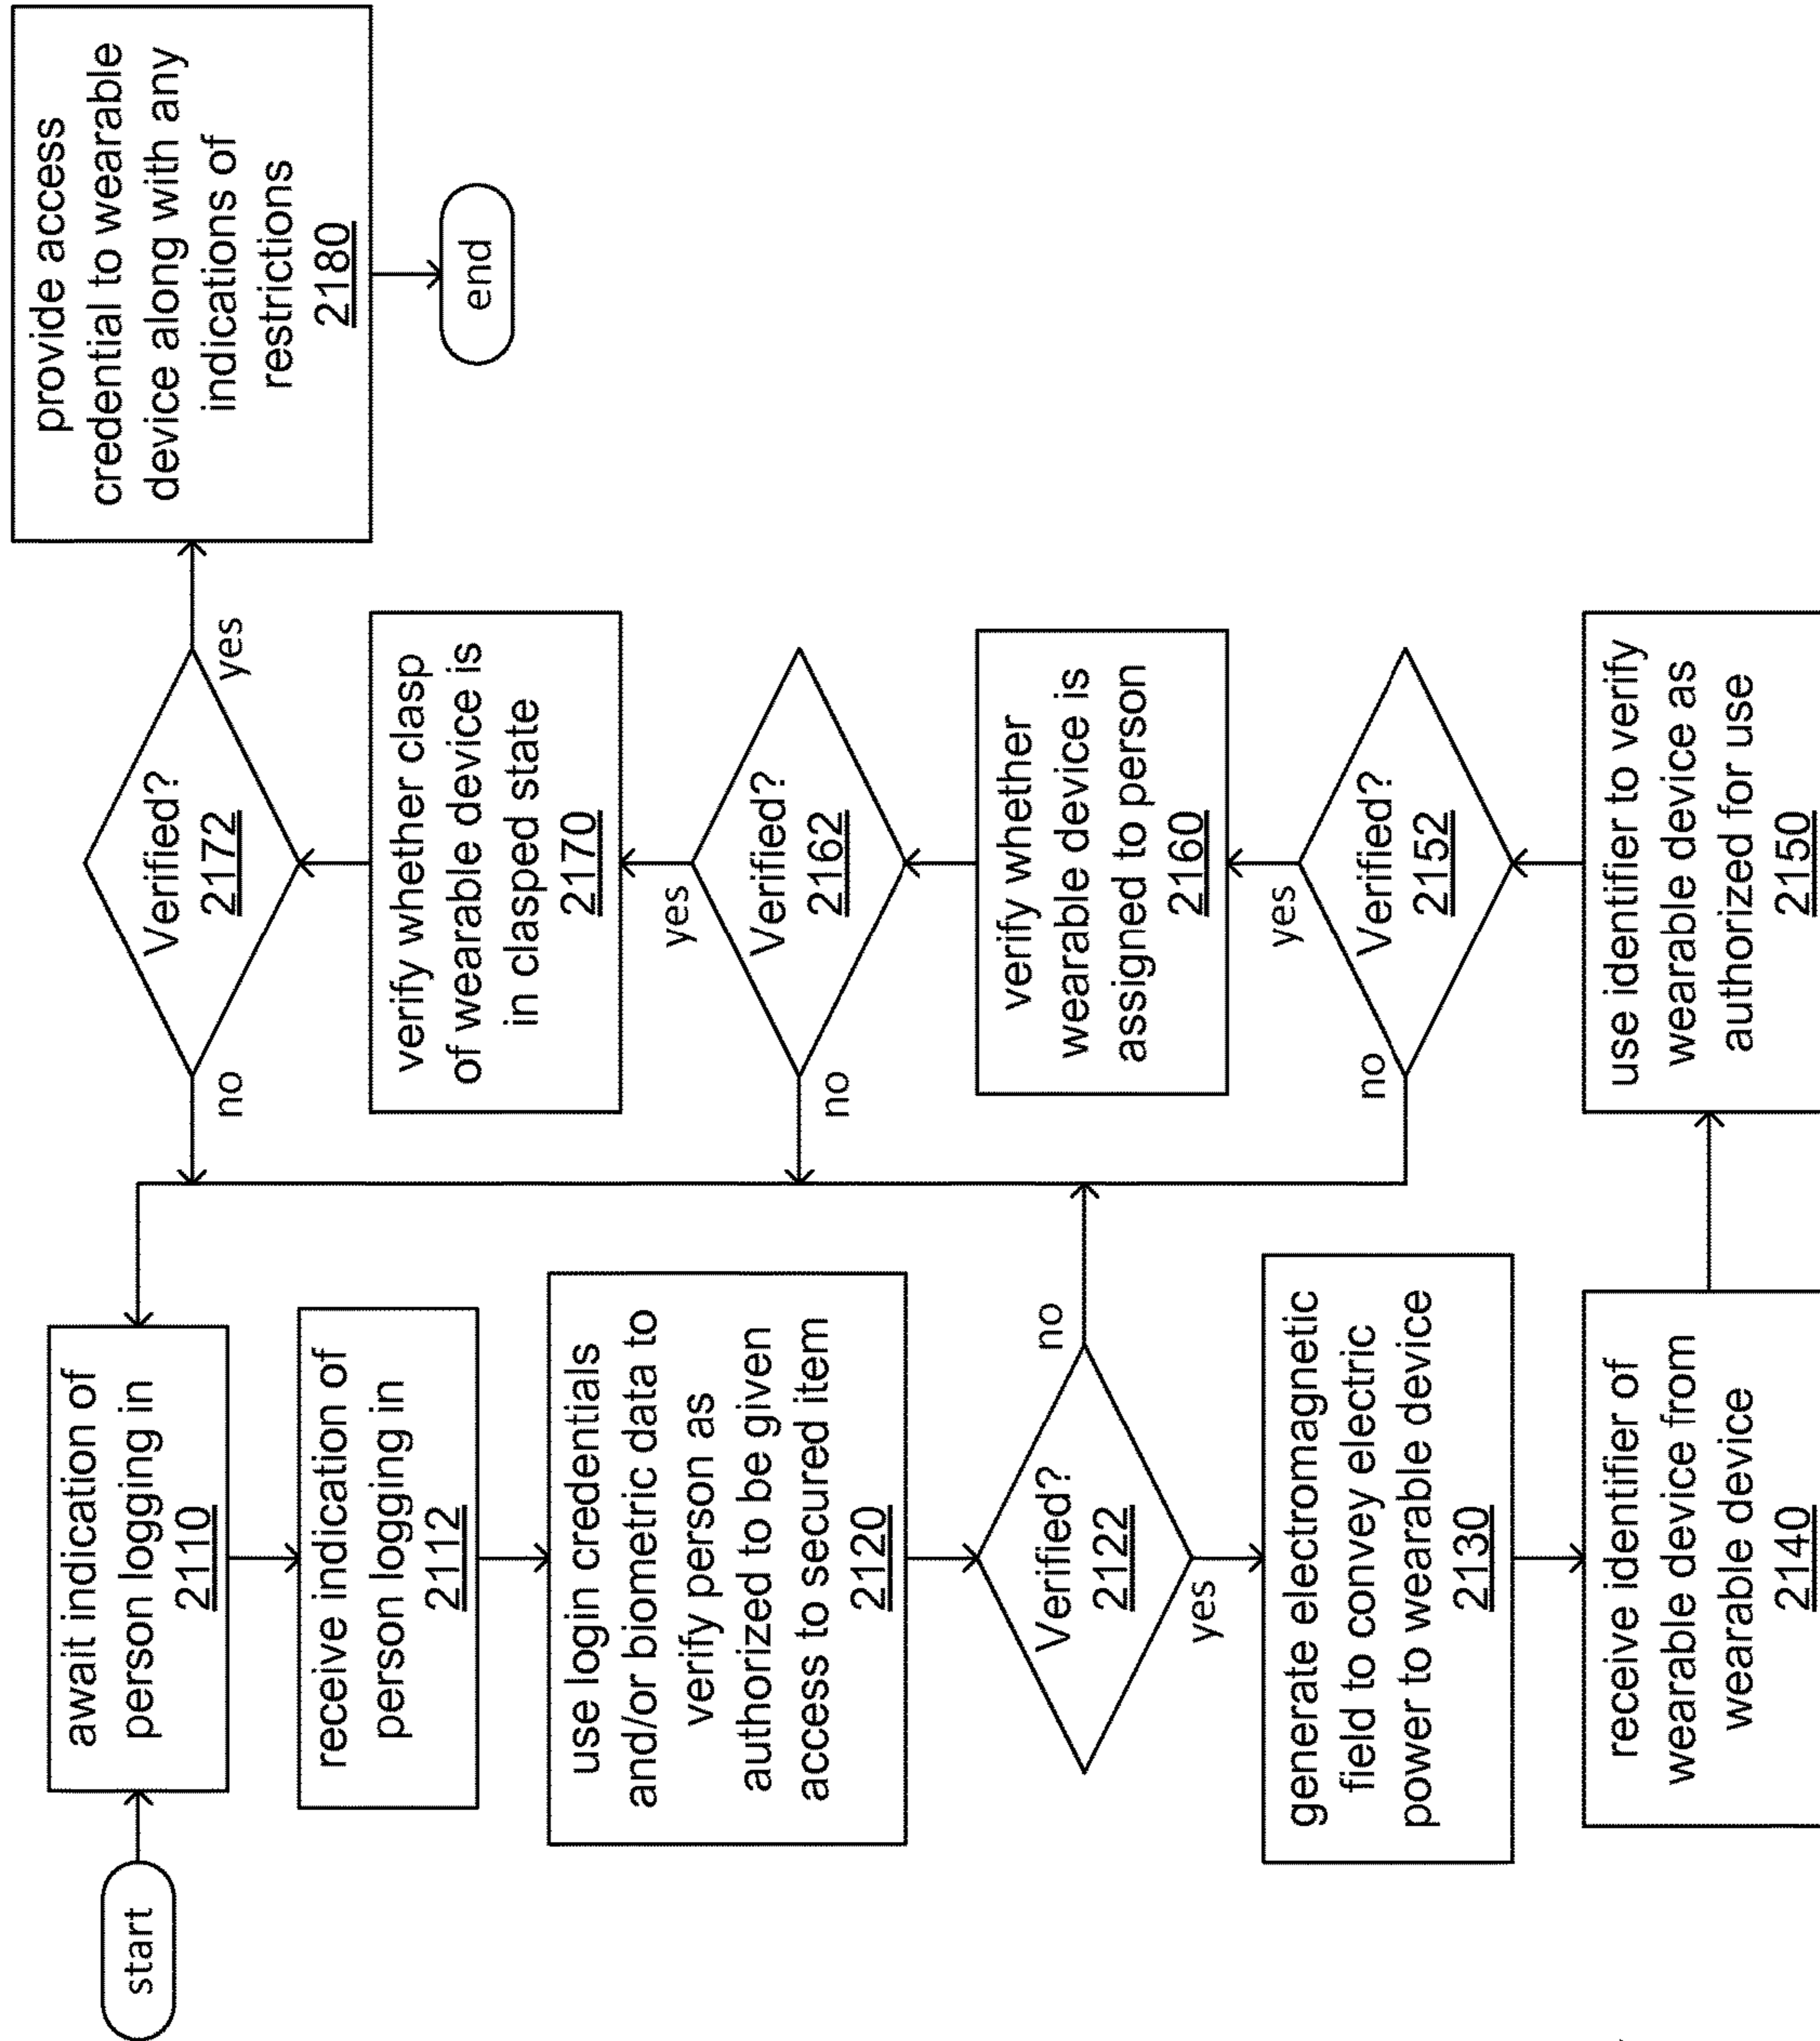 start
await indication of
person logging in
2110
receive indication of
person logging in
2112
use login credentials
and/or biometric data to
verify person as
authorized to be given
access to secured item
2120
Verified?
2122
no
yes
generate electromagnetic
field to convey electric
power to wearable device
2130
receive identifier of
wearable device from
wearable device
2140
use identifier to verify
wearable device as
authorized for use
2150
Verified?
2152
no
yes
verify whether
wearable device is
assigned to person
2160
Verified?
2162
no
yes
verify whether clasp
of wearable device is
in clasped state
2170
Verified?
2172
no
yes
provide access
credential to wearable
device along with any
indications of
restrictions
2180
end